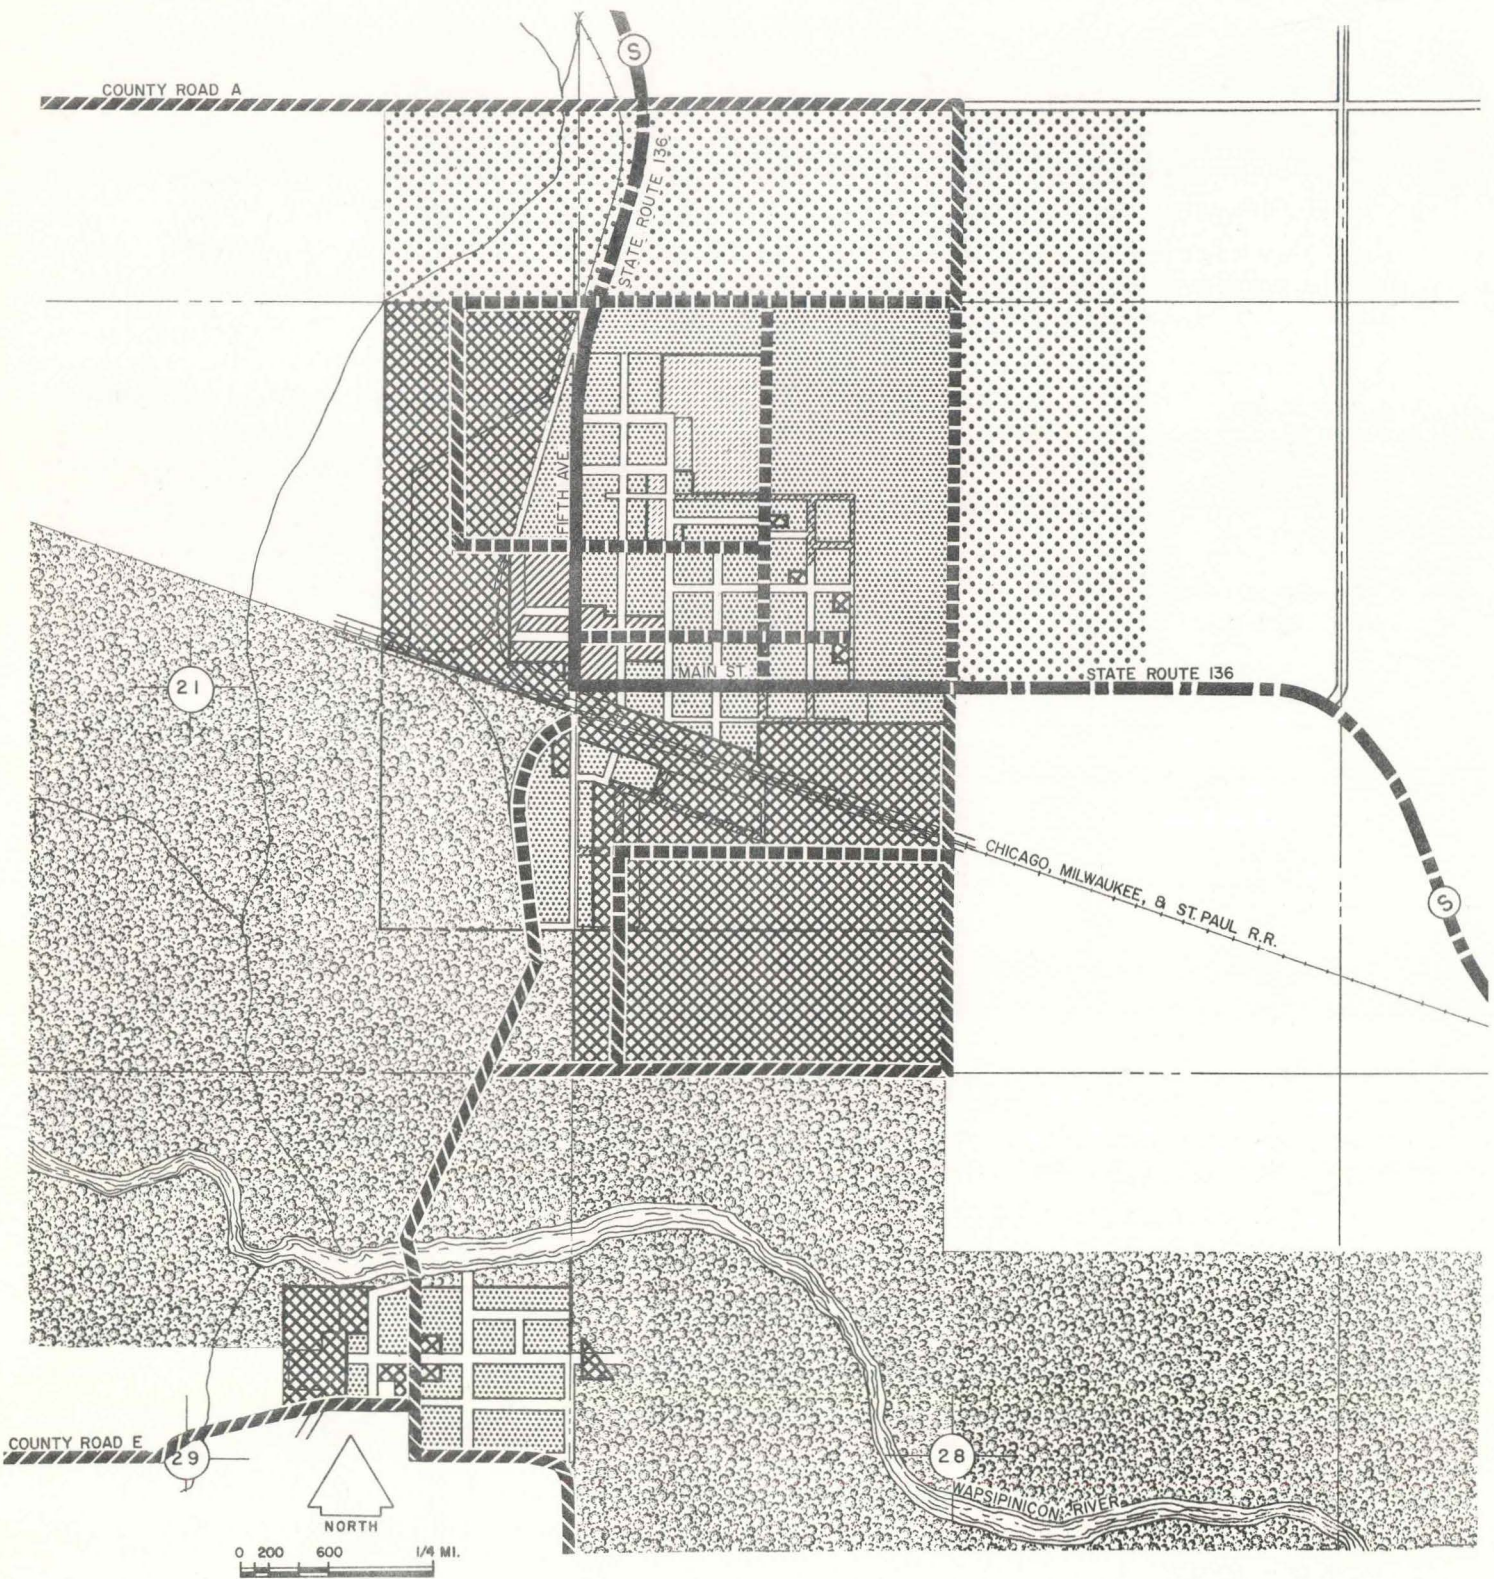 S
COUNTY ROAD A
STATE ROUTE 136
FIFTH AVE
MAIN ST.
STATE ROUTE 136
21
CHICAGO, MILWAUKEE, & ST. PAUL R.R.
S
COUNTY ROAD E
29
28
WAPSIPINICON RIVER
NORTH
0 200 600 1/4 MI.